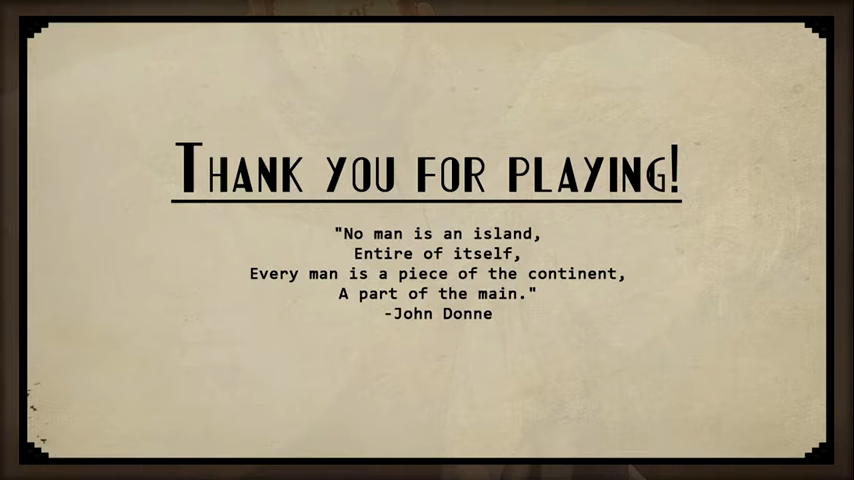 Thank you for playing!
"No man is an island,
Entire of itself,
Every man is a piece of the continent,
A part of the main."
-John Donne